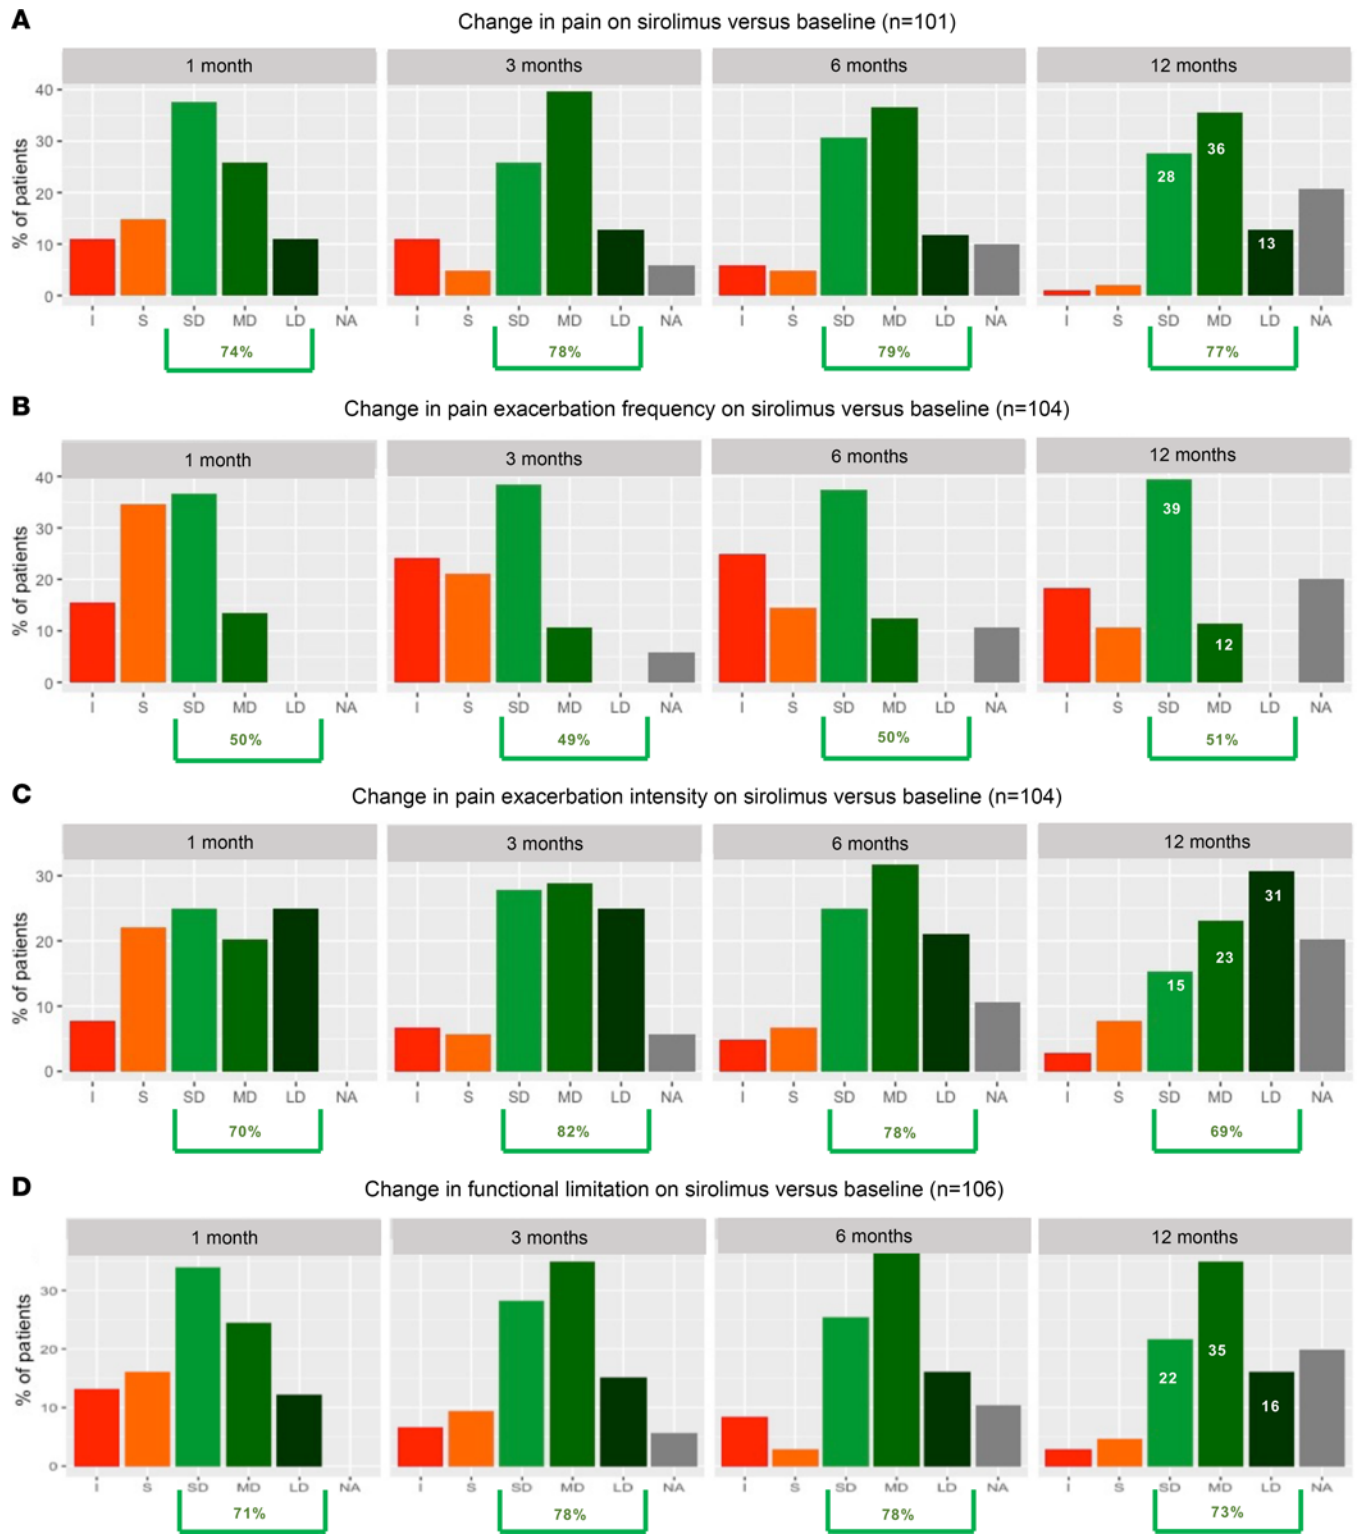 A
Change in pain on sirolimus versus baseline (n=101)
1 month 3 months 6 months 12 months
% of patients
40
30
20
10
0
28 36 13
I S SD MD LD NA I S SD MD LD NA I S SD MD LD NA I S SD MD LD NA
74% 78% 79% 77%
B
Change in pain exacerbation frequency on sirolimus versus baseline (n=104)
1 month 3 months 6 months 12 months
% of patients
40
30
20
10
0
39 12
I S SD MD LD NA I S SD MD LD NA I S SD MD LD NA I S SD MD LD NA
50% 49% 50% 51%
C
Change in pain exacerbation intensity on sirolimus versus baseline (n=104)
1 month 3 months 6 months 12 months
% of patients
30
20
10
0
15 23 31
I S SD MD LD NA I S SD MD LD NA I S SD MD LD NA I S SD MD LD NA
70% 82% 78% 69%
D
Change in functional limitation on sirolimus versus baseline (n=106)
1 month 3 months 6 months 12 months
% of patients
30
20
10
0
22 35 16
I S SD MD LD NA I S SD MD LD NA I S SD MD LD NA I S SD MD LD NA
71% 78% 78% 73%